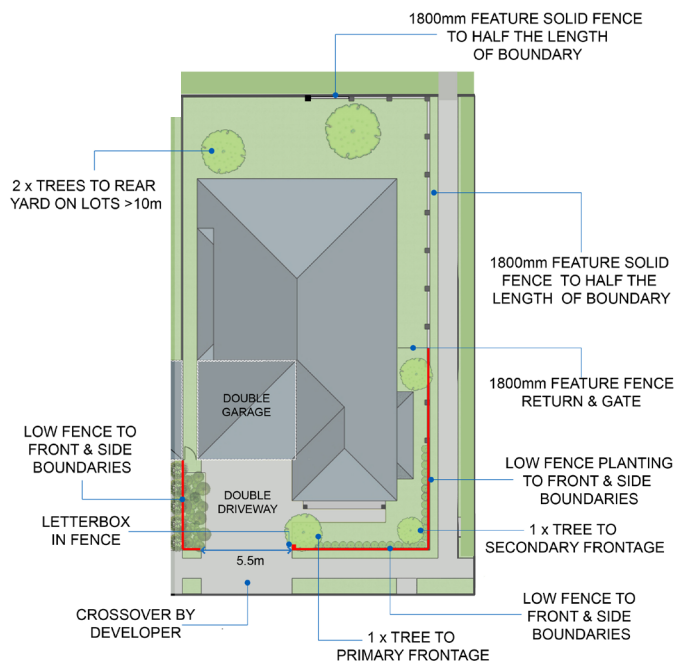 1800mm FEATURE SOLID FENCE
TO HALF THE LENGTH
OF BOUNDARY
2 x TREES TO REAR
YARD ON LOTS >10m
1800mm FEATURE SOLID
FENCE TO HALF THE
LENGTH OF BOUNDARY
1800mm FEATURE FENCE
RETURN & GATE
DOUBLE
GARAGE
LOW FENCE TO
FRONT & SIDE
BOUNDARIES
LOW FENCE PLANTING
TO FRONT & SIDE
BOUNDARIES
DOUBLE
DRIVEWAY
LETTERBOX
IN FENCE
1 x TREE TO
SECONDARY FRONTAGE
5.5m
CROSSOVER BY
DEVELOPER
LOW FENCE TO
FRONT & SIDE
BOUNDARIES
1 x TREE TO
PRIMARY FRONTAGE